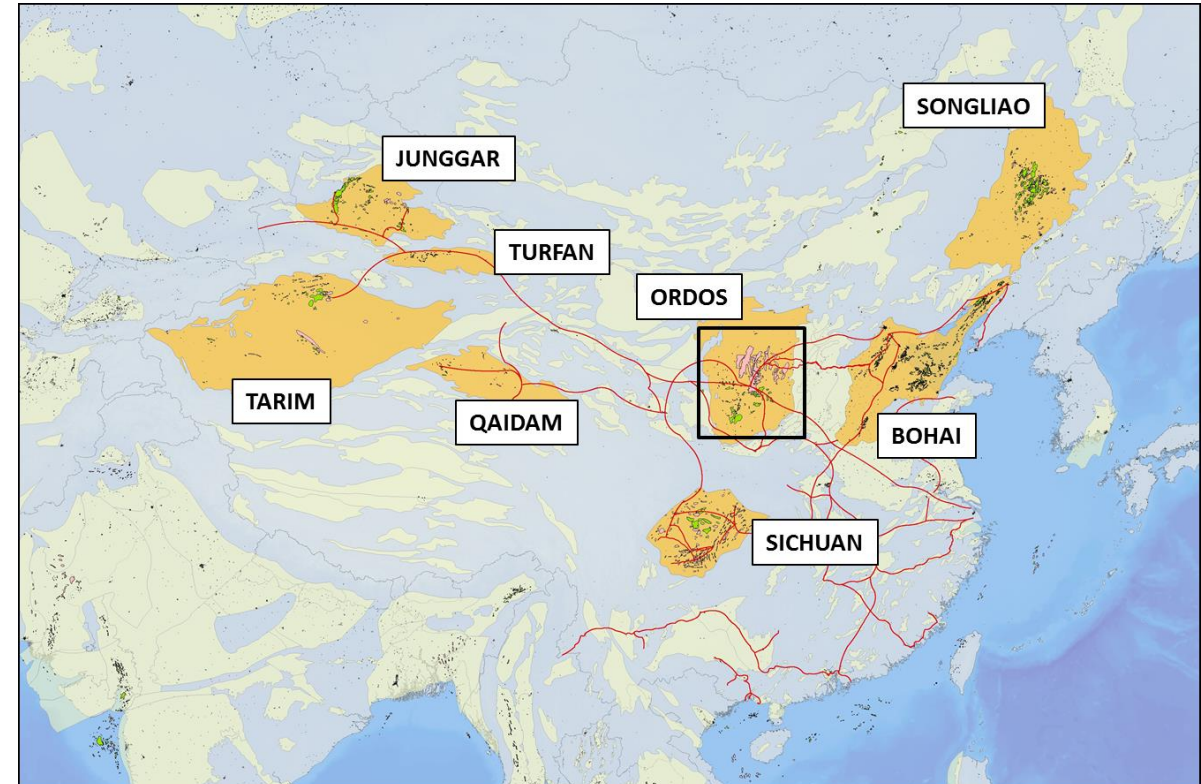 SONGLIAO
JUNGGAR
TURFAN
ORDOS
TARIM
QAIDAM
BOHAI
SICHUAN